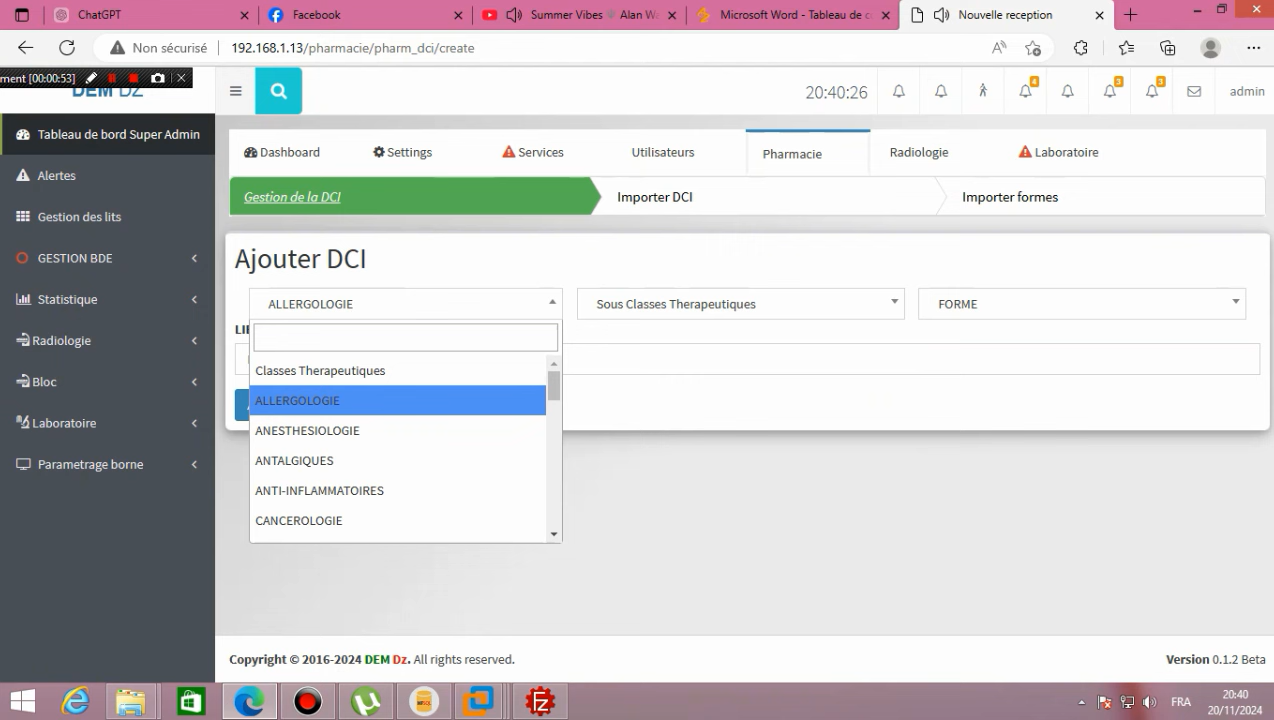 ChatGPT
Facebook
Summer Vibes Alan Wa
Microsoft Word - Tableau de c
Nouvelle reception
Non sécurisé 192.168.1.13/pharmacie/pharm_dci/create
ment [00:00:53]
DEM DZ
20:40:26
4
3
3
admin
Tableau de bord Super Admin
Alertes
Gestion des lits
GESTION BDE
Statistique
Radiologie
Bloc
Laboratoire
Parametrage borne
Dashboard
Settings
Services
Utilisateurs
Pharmacie
Radiologie
Laboratoire
Gestion de la DCI
Importer DCI
Importer formes
Ajouter DCI
ALLERGOLOGIE
Sous Classes Therapeutiques
FORME
Classes Therapeutiques
ALLERGOLOGIE
ANESTHESIOLOGIE
ANTALGIQUES
ANTI-INFLAMMATOIRES
CANCEROLOGIE
Copyright © 2016-2024 DEM Dz. All rights reserved.
Version 0.1.2 Beta
FRA
20:40
20/11/2024